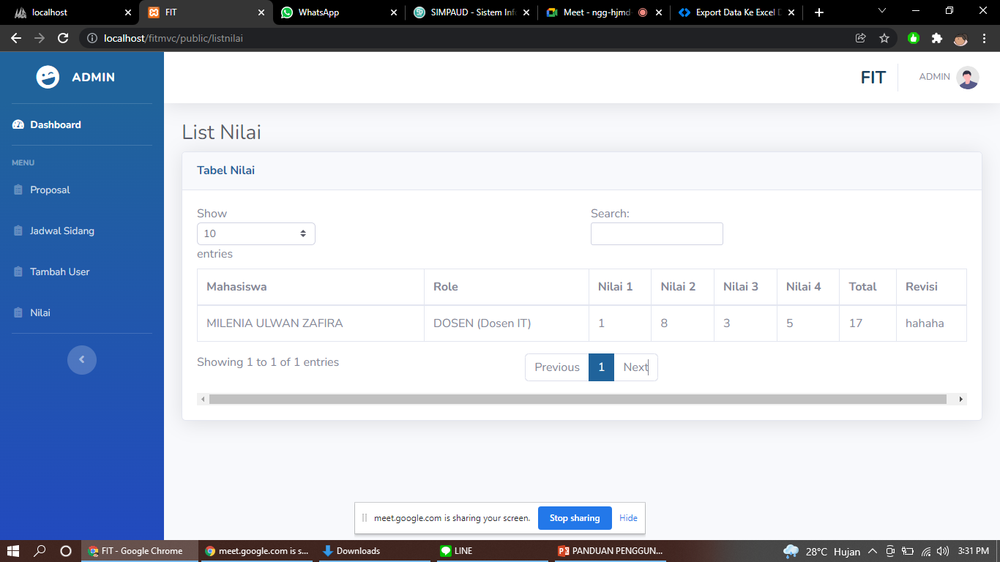 localhost
FIT
WhatsApp
SIMPAUD - Sistem Info
Meet - ngg-hjmd-
Export Data Ke Excel D
localhost/fitmvc/public/listnilai
ADMIN
FIT
ADMIN
Dashboard
MENU
Proposal
Jadwal Sidang
Tambah User
Nilai
List Nilai
Tabel Nilai
Show
10
entries
Search:
Mahasiswa Role Nilai 1 Nilai 2 Nilai 3 Nilai 4 Total Revisi
MILENIA ULWAN ZAFIRA DOSEN (Dosen IT) 1 8 3 5 17 hahaha
Showing 1 to 1 of 1 entries
Previous 1 Next
meet.google.com is sharing your screen. Stop sharing Hide
FIT - Google Chrome
meet.google.com is s...
Downloads
LINE
PANDUAN PENGGUN...
28°C Hujan
3:31 PM